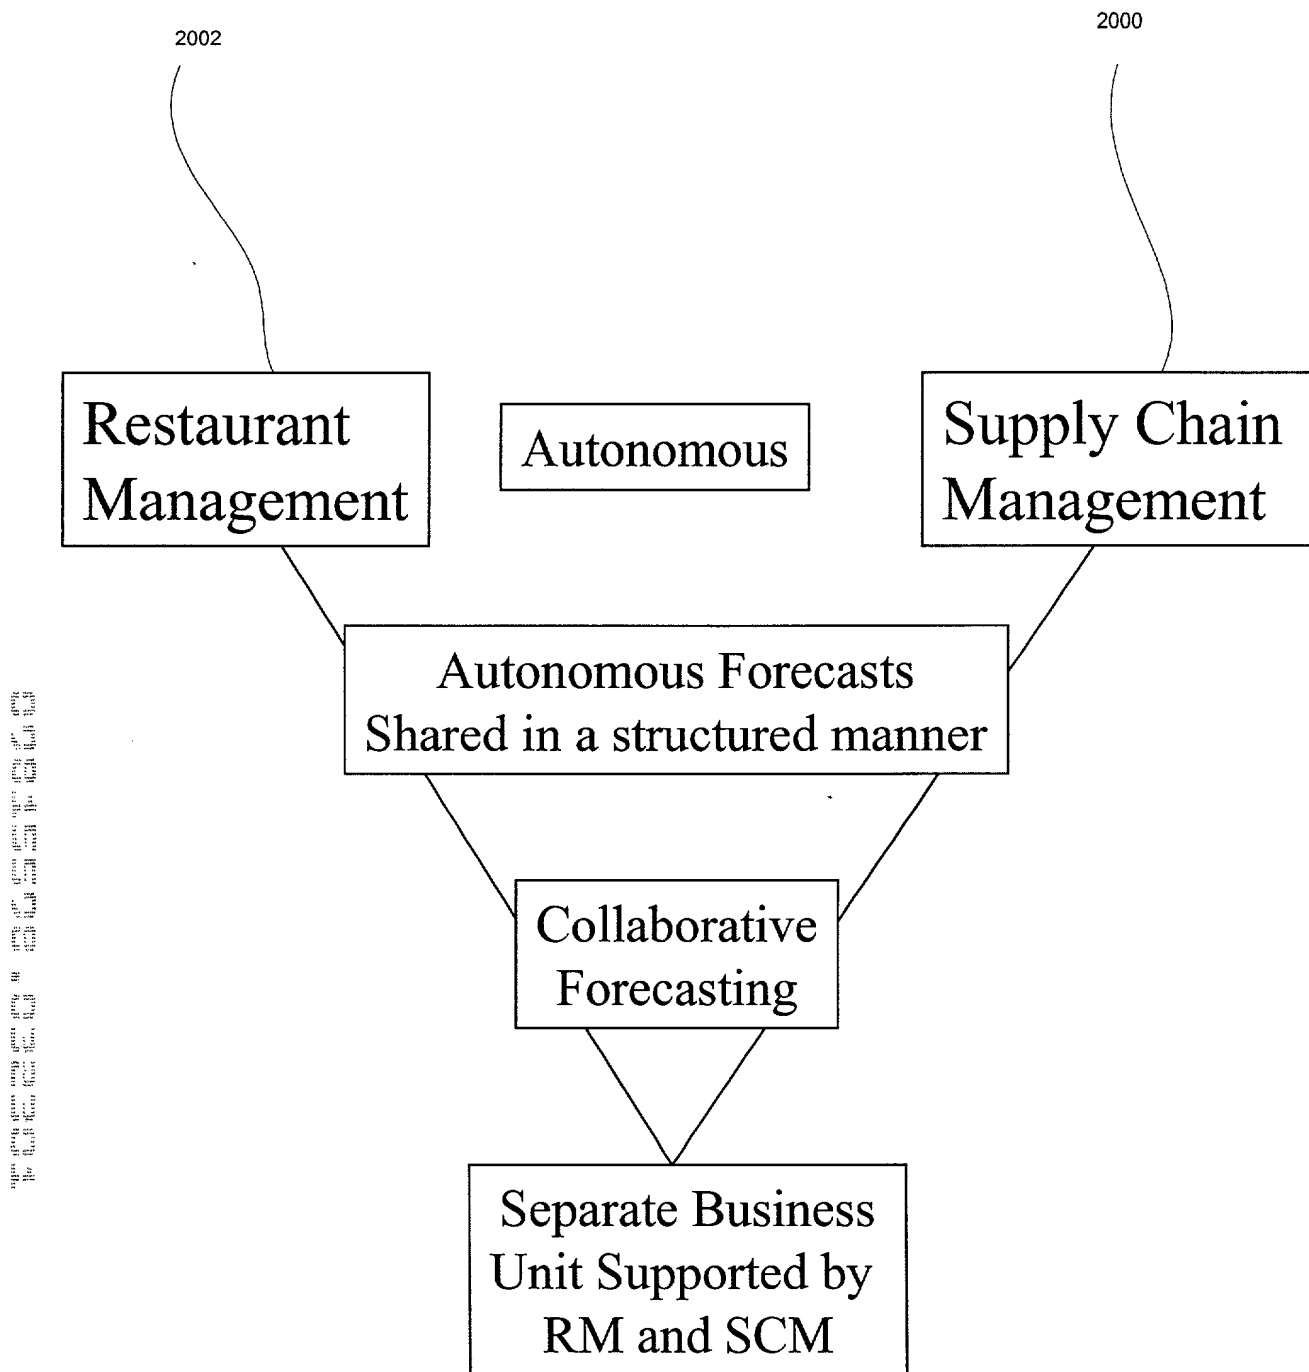 2002
2000
Restaurant
Management
Autonomous
Supply Chain
Management
Autonomous Forecasts
Shared in a structured manner
Collaborative
Forecasting
Separate Business
Unit Supported by
RM and SCM